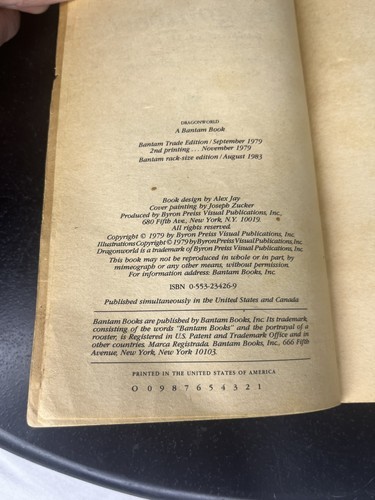 DRAGONWORLD
A Bantam Book
Bantam Trade Edition / September 1979
2nd printing . . . November 1979
Bantam rack-size edition / August 1983
Book design by Alex Jay
Cover painting by Joseph Zucker
Produced by Byron Preiss Visual Publications, Inc.,
680 Fifth Ave., New York, N.Y. 10019.
All rights reserved
Copyright © 1979 by Byron Preiss Visual Publications, Inc.
Illustrations Copyright © 1979 by Byron Preiss Visual Publications, Inc.
Dragonworld is a trademark of Byron Preiss Visual Publications, Inc.
This book may not be reproduced in whole or in part, by
mimeograph or any other means, without permission.
For information address: Bantam Books, Inc.
ISBN 0-553-23426-9
Published simultaneously in the United States and Canada
Bantam Books are published by Bantam Books, Inc. Its trademark,
consisting of the words "Bantam Books" and the portrayal of a
rooster, is Registered in U.S. Patent and Trademark Office and in
other countries. Marca Registrada. Bantam Books, Inc., 666 Fifth
Avenue, New York, New York 10103.
PRINTED IN THE UNITED STATES OF AMERICA
O 0 9 8 7 6 5 4 3 2 1